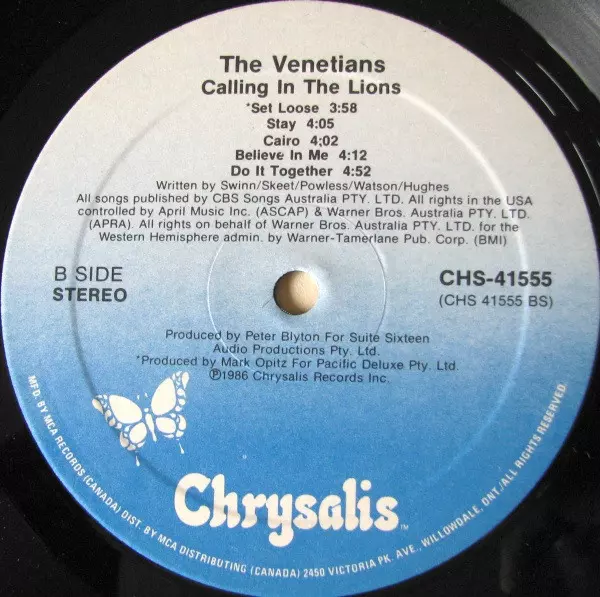 The Venetians
Calling In The Lions
*Set Loose 3:58
Stay 4:05
Cairo 4:02
Believe In Me 4:12
Do It Together 4:52
Written by Swinn/Skeet/Powless/Watson/Hughes
All songs published by CBS Songs Australia PTY. LTD. All rights in the USA
controlled by April Music Inc. (ASCAP) & Warner Bros. Australia PTY. LTD.
(APRA). All rights on behalf of Warner Bros. Australia PTY. LTD. for the
Western Hemisphere admin. by Warner-Tamerlane Pub. Corp. (BMI)
B SIDE
STEREO
CHS-41555
(CHS 41555 BS)
Produced by Peter Blyton For Suite Sixteen
Audio Productions Pty. Ltd.
*Produced by Mark Opitz For Pacific Deluxe Pty. Ltd.
℗1986 Chrysalis Records Inc.
Chrysalis™
MFD. BY MCA RECORDS (CANADA) DIST. BY MCA DISTRIBUTING (CANADA) 2450 VICTORIA PK. AVE., WILLOWDALE, ONT./ALL RIGHTS RESERVED.